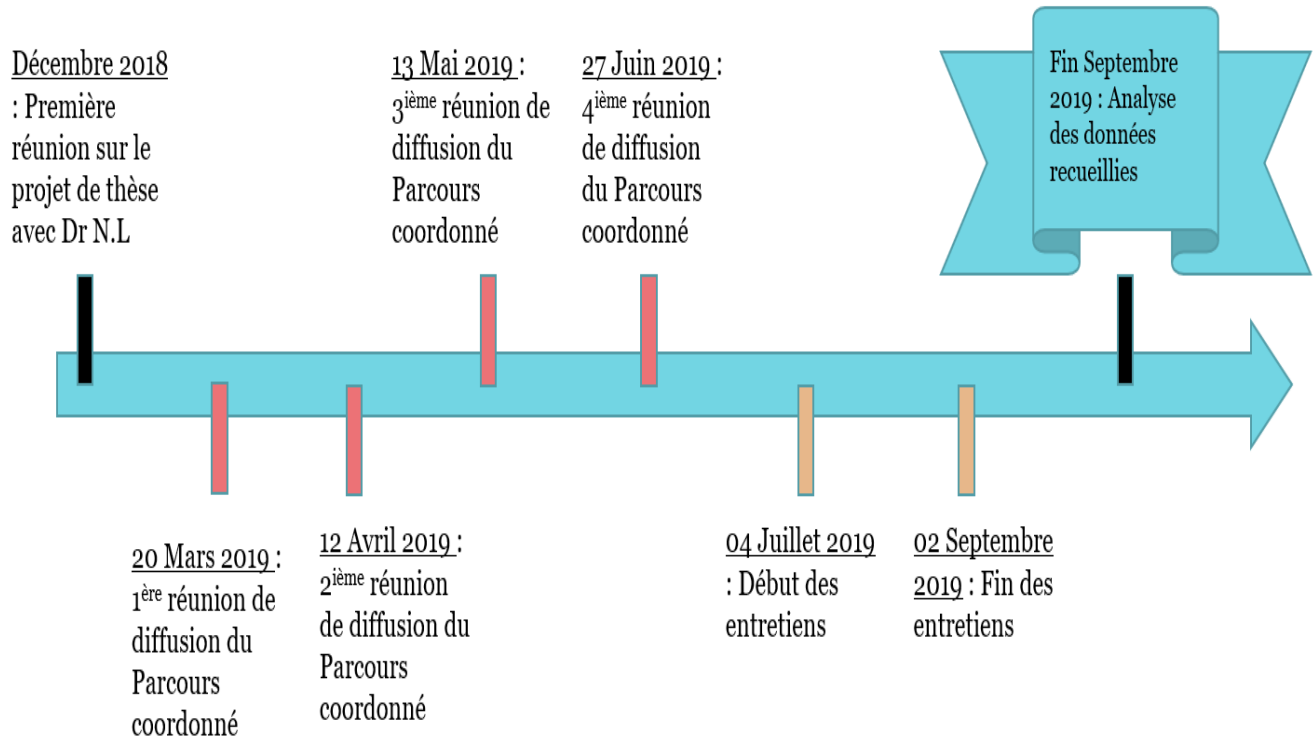 Décembre 2018
: Première
réunion sur le
projet de thèse
avec Dr N.L
13 Mai 2019 :
3ième réunion de
diffusion du
Parcours
coordonné
27 Juin 2019 :
4ième réunion
de diffusion
du Parcours
coordonné
Fin Septembre
2019 : Analyse
des données
recueillies
20 Mars 2019 :
1ère réunion de
diffusion du
Parcours
coordonné
12 Avril 2019 :
2ième réunion
de diffusion du
Parcours
coordonné
04 Juillet 2019
: Début des
entretiens
02 Septembre
2019 : Fin des
entretiens